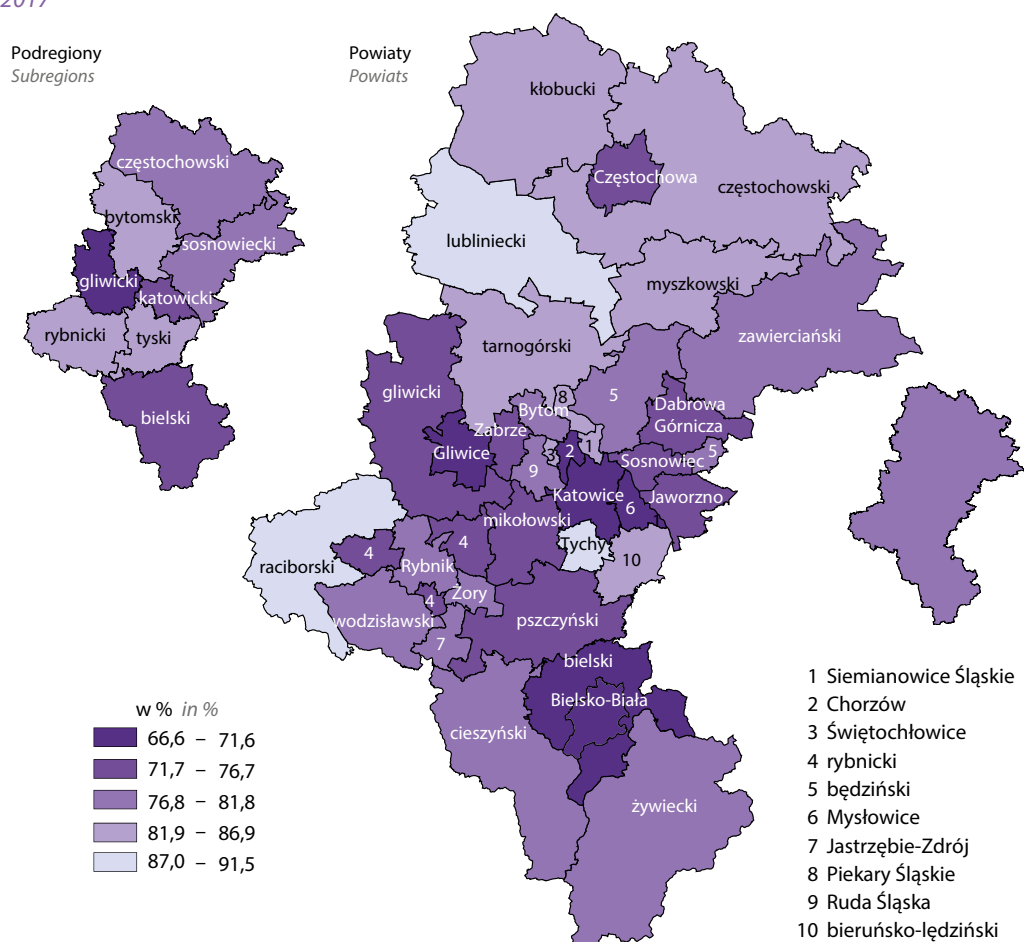 2017
Podregiony
Subregions
Powiaty
Powiats
częstochowski
bytomski
sosnowiecki
gliwicki
katowicki
rybnicki
tyski
bielski
kłobucki
Częstochowa
częstochowski
lubliniecki
myszkowski
zawierciański
tarnogórski
gliwicki
5
8
Bytom
Dabrowa
Górnicza
Zabrze
Gliwice
3
2
1
Sosnowiec
5
9
Katowice
6
Jaworzno
mikołowski
Tychy
10
4
4
raciborski
Rybnik
4
Żory
wodzisławski
7
pszczyński
bielski
Bielsko-Biała
cieszyński
żywiecki
w % in %
66,6 – 71,6
71,7 – 76,7
76,8 – 81,8
81,9 – 86,9
87,0 – 91,5
1 Siemianowice Śląskie
2 Chorzów
3 Świętochłowice
4 rybnicki
5 będziński
6 Mysłowice
7 Jastrzębie-Zdrój
8 Piekary Śląskie
9 Ruda Śląska
10 bieruńsko-lędziński